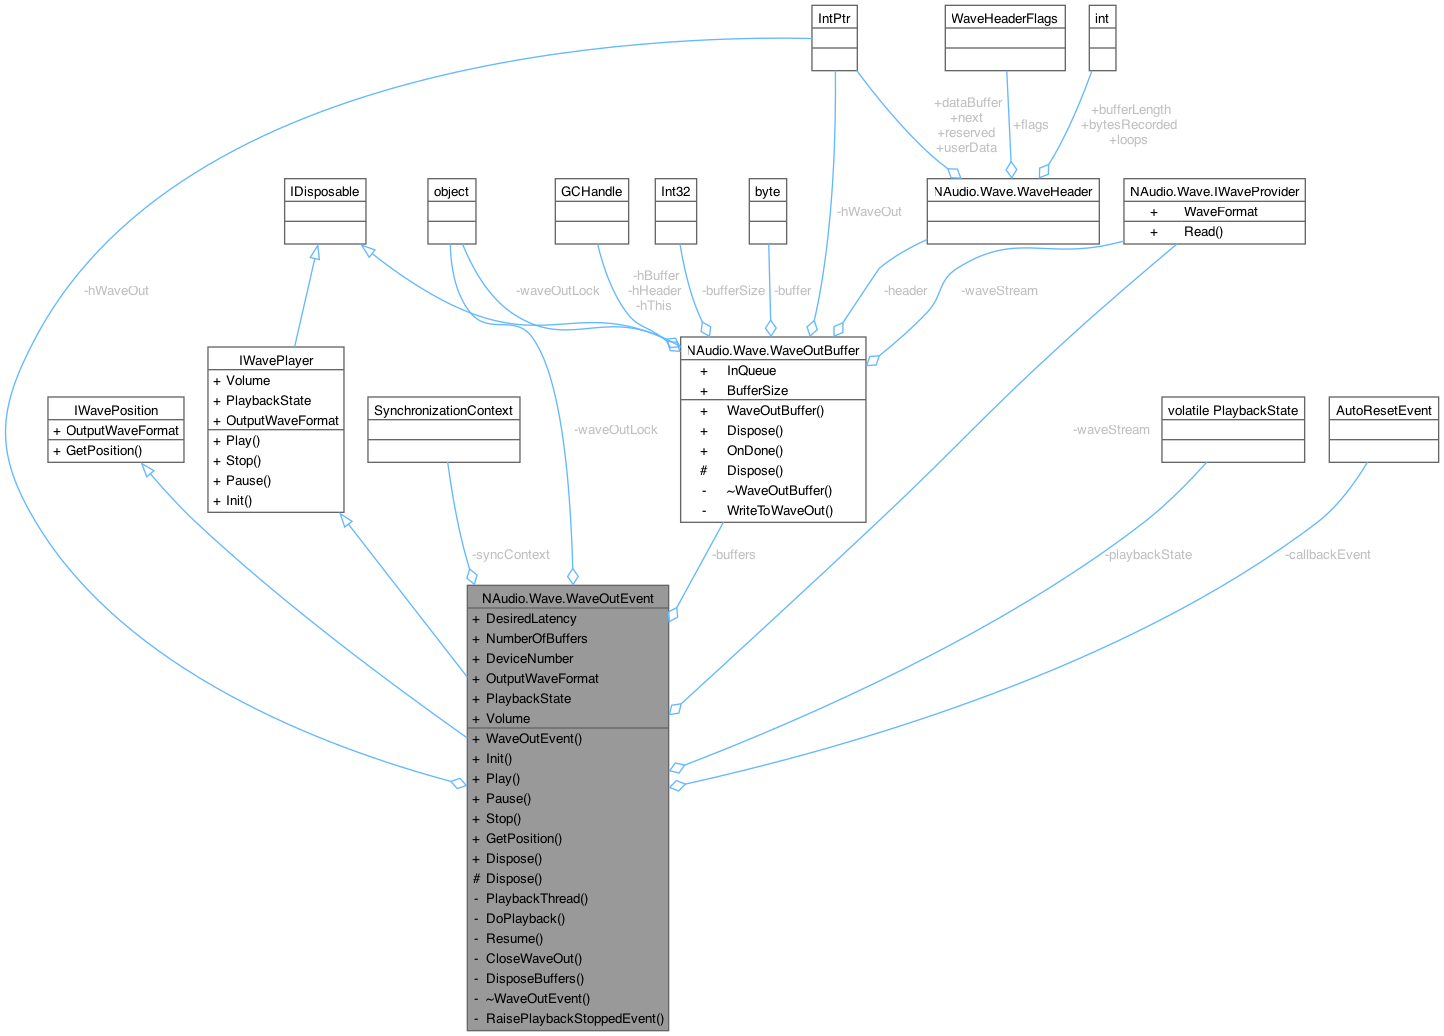 IntPtr
WaveHeaderFlags
int
+dataBuffer
+next
+reserved
+userData
+flags
+bufferLength
+bytesRecorded
+loops
IDisposable
object
GCHandle
Int32
byte
NAudio.Wave.WaveHeader
NAudio.Wave.IWaveProvider
+ WaveFormat
+ Read()
-hWaveOut
-hWaveOut
-waveOutLock
-hBuffer
-hHeader
-hThis
-bufferSize
-buffer
-header
-waveStream
IWavePlayer
+ Volume
+ PlaybackState
+ OutputWaveFormat
+ Play()
+ Stop()
+ Pause()
+ Init()
NAudio.Wave.WaveOutBuffer
+ InQueue
+ BufferSize
+ WaveOutBuffer()
+ Dispose()
+ OnDone()
# Dispose()
- ~WaveOutBuffer()
- WriteToWaveOut()
IWavePosition
+ OutputWaveFormat
+ GetPosition()
SynchronizationContext
-waveOutLock
-waveStream
volatile PlaybackState
AutoResetEvent
-syncContext
-buffers
-playbackState
-callbackEvent
NAudio.Wave.WaveOutEvent
+ DesiredLatency
+ NumberOfBuffers
+ DeviceNumber
+ OutputWaveFormat
+ PlaybackState
+ Volume
+ WaveOutEvent()
+ Init()
+ Play()
+ Pause()
+ Stop()
+ GetPosition()
+ Dispose()
# Dispose()
- PlaybackThread()
- DoPlayback()
- Resume()
- CloseWaveOut()
- DisposeBuffers()
- ~WaveOutEvent()
- RaisePlaybackStoppedEvent()